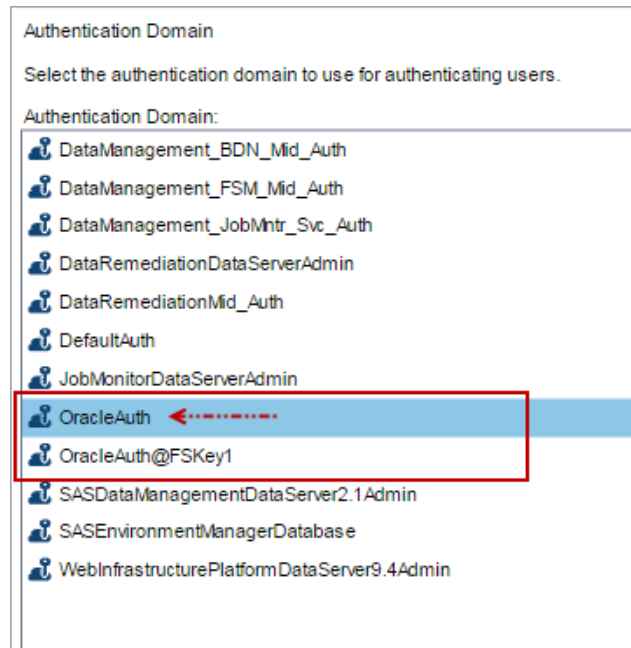 Authentication Domain
Select the authentication domain to use for authenticating users.
Authentication Domain:
DataManagement_BDN_Mid_Auth
DataManagement_FSM_Mid_Auth
DataManagement_JobMntr_Svc_Auth
DataRemediationDataServerAdmin
DataRemediationMid_Auth
DefaultAuth
JobMonitorDataServerAdmin
OracleAuth
OracleAuth@FSKey1
SASDataManagementDataServer2.1Admin
SASEnvironmentManagerDatabase
WebInfrastructurePlatformDataServer9.4Admin